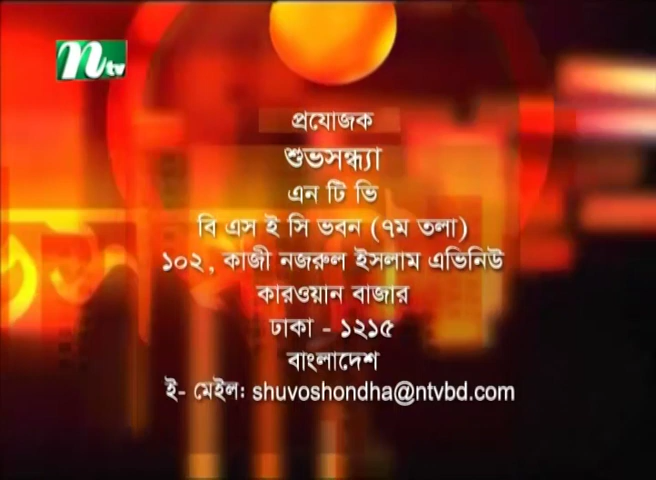 ntv
প্রযোজক
শুভসন্ধ্যা
এন টি ভি
বি এস ই সি ভবন (৭ম তলা)
১০২, কাজী নজরুল ইসলাম এভিনিউ
কারওয়ান বাজার
ঢাকা - ১২১৫
বাংলাদেশ
ই- মেইল: shuvoshondha@ntvbd.com